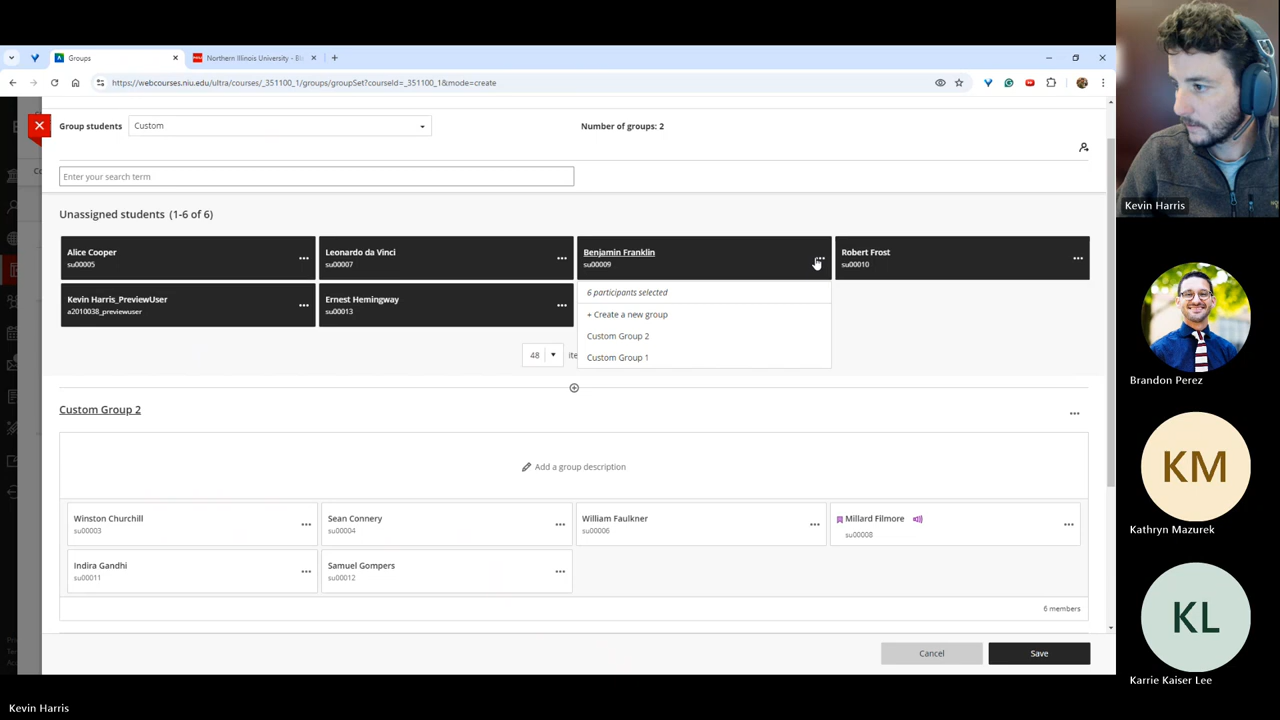 Groups
Northern Illinois University - Bl
https://webcourses.niu.edu/ultra/courses/_351100_1/groups/groupSet?courseId=_351100_1&mode=create
Group students
Custom
Number of groups: 2
Enter your search term
Unassigned students (1-6 of 6)
Alice Cooper
su00005
Leonardo da Vinci
su00007
Benjamin Franklin
su00009
Robert Frost
su00010
Kevin Harris_PreviewUser
a2010038_previewuser
Ernest Hemingway
su00013
6 participants selected
+ Create a new group
Custom Group 2
Custom Group 1
48
ite
Custom Group 2
Add a group description
Winston Churchill
su00003
Sean Connery
su00004
William Faulkner
su00006
Millard Filmore
su00008
Indira Gandhi
su00011
Samuel Gompers
su00012
6 members
Cancel
Save
Kevin Harris
Brandon Perez
KM
Kathryn Mazurek
KL
Karrie Kaiser Lee
Kevin Harris